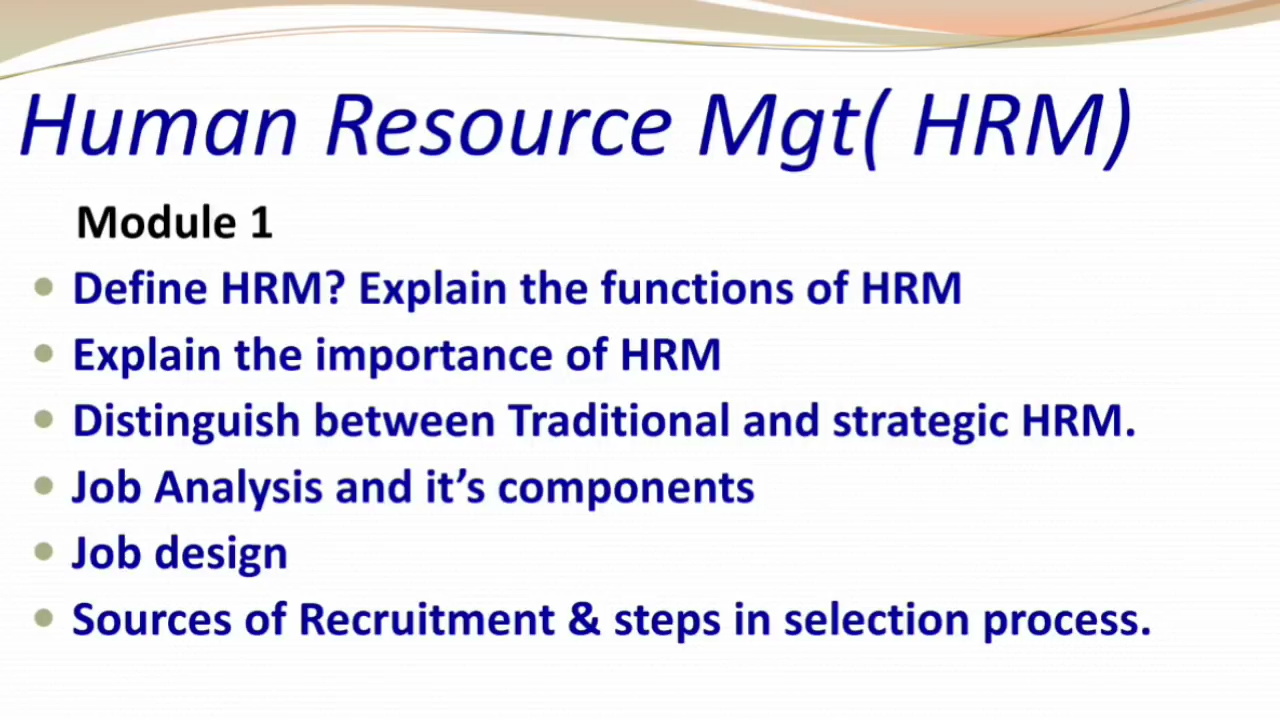 Human Resource Mgt( HRM)
Module 1
• Define HRM? Explain the functions of HRM
• Explain the importance of HRM
• Distinguish between Traditional and strategic HRM.
• Job Analysis and it’s components
• Job design
• Sources of Recruitment & steps in selection process.